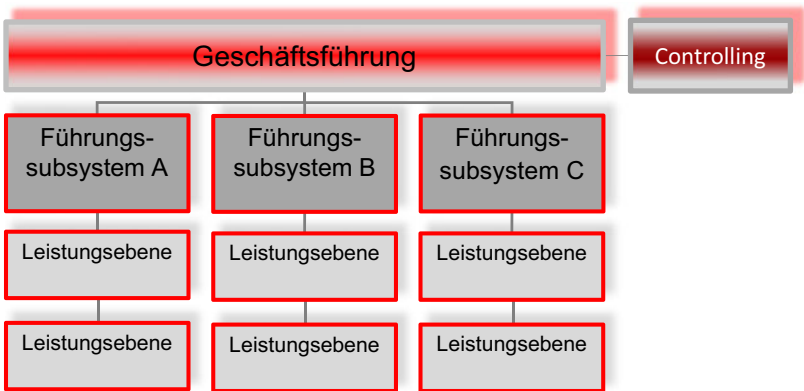 Geschäftsführung
Controlling
Führungs-
subsystem A
Führungs-
subsystem B
Führungs-
subsystem C
Leistungsebene
Leistungsebene
Leistungsebene
Leistungsebene
Leistungsebene
Leistungsebene